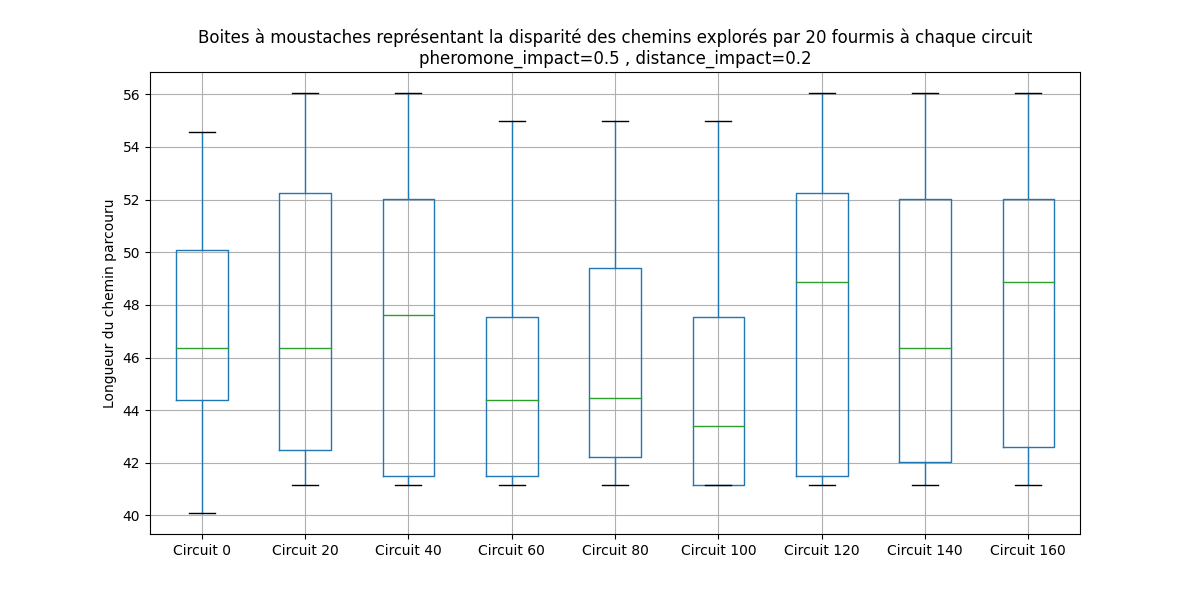 Boites à moustaches représentant la disparité des chemins explorés par 20 fourmis à chaque circuit
pheromone_impact=0.5 , distance_impact=0.2
Longueur du chemin parcouru
56
54
52
50
48
46
44
42
40
Circuit 0 Circuit 20 Circuit 40 Circuit 60 Circuit 80 Circuit 100 Circuit 120 Circuit 140 Circuit 160